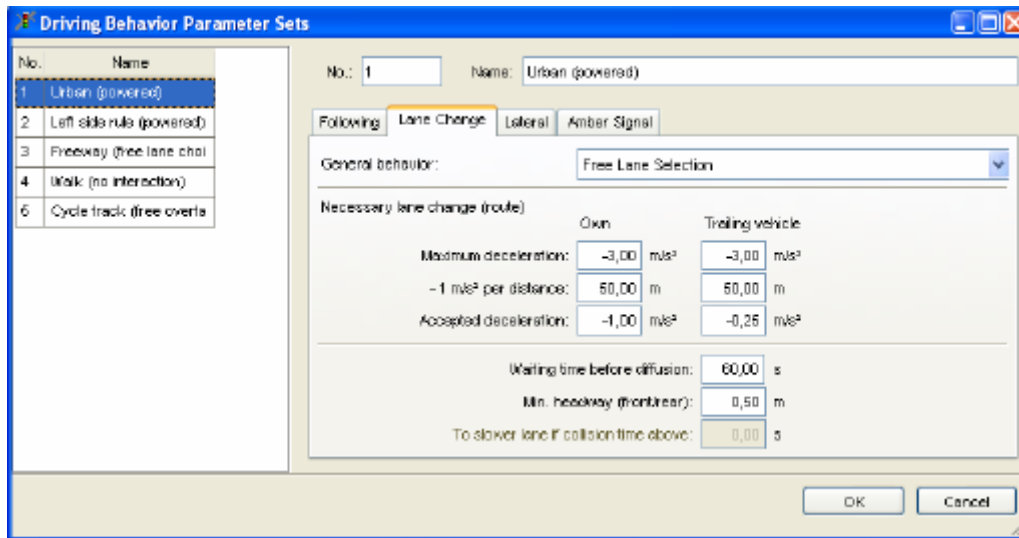 Driving Behavior Parameter Sets
No. Name
1 Urban (powered)
2 Left side rule (powered)
3 Freeway (free lane choi
4 Walk (no interaction)
5 Cycle track (free overta
No.: 1 Name: Urban (powered)
Following Lane Change Lateral Amber Signal
General behavior: Free Lane Selection
Necessary lane change (route)
Own Trailing vehicle
Maximum deceleration: -3,00 m/s² -3,00 m/s²
-1 m/s² per distance: 50,00 m 50,00 m
Accepted deceleration: -1,00 m/s² -0,25 m/s²
Waiting time before diffusion: 60,00 s
Min. headway (front/rear): 0,50 m
To slower lane if collision time above: 0,00 s
OK Cancel